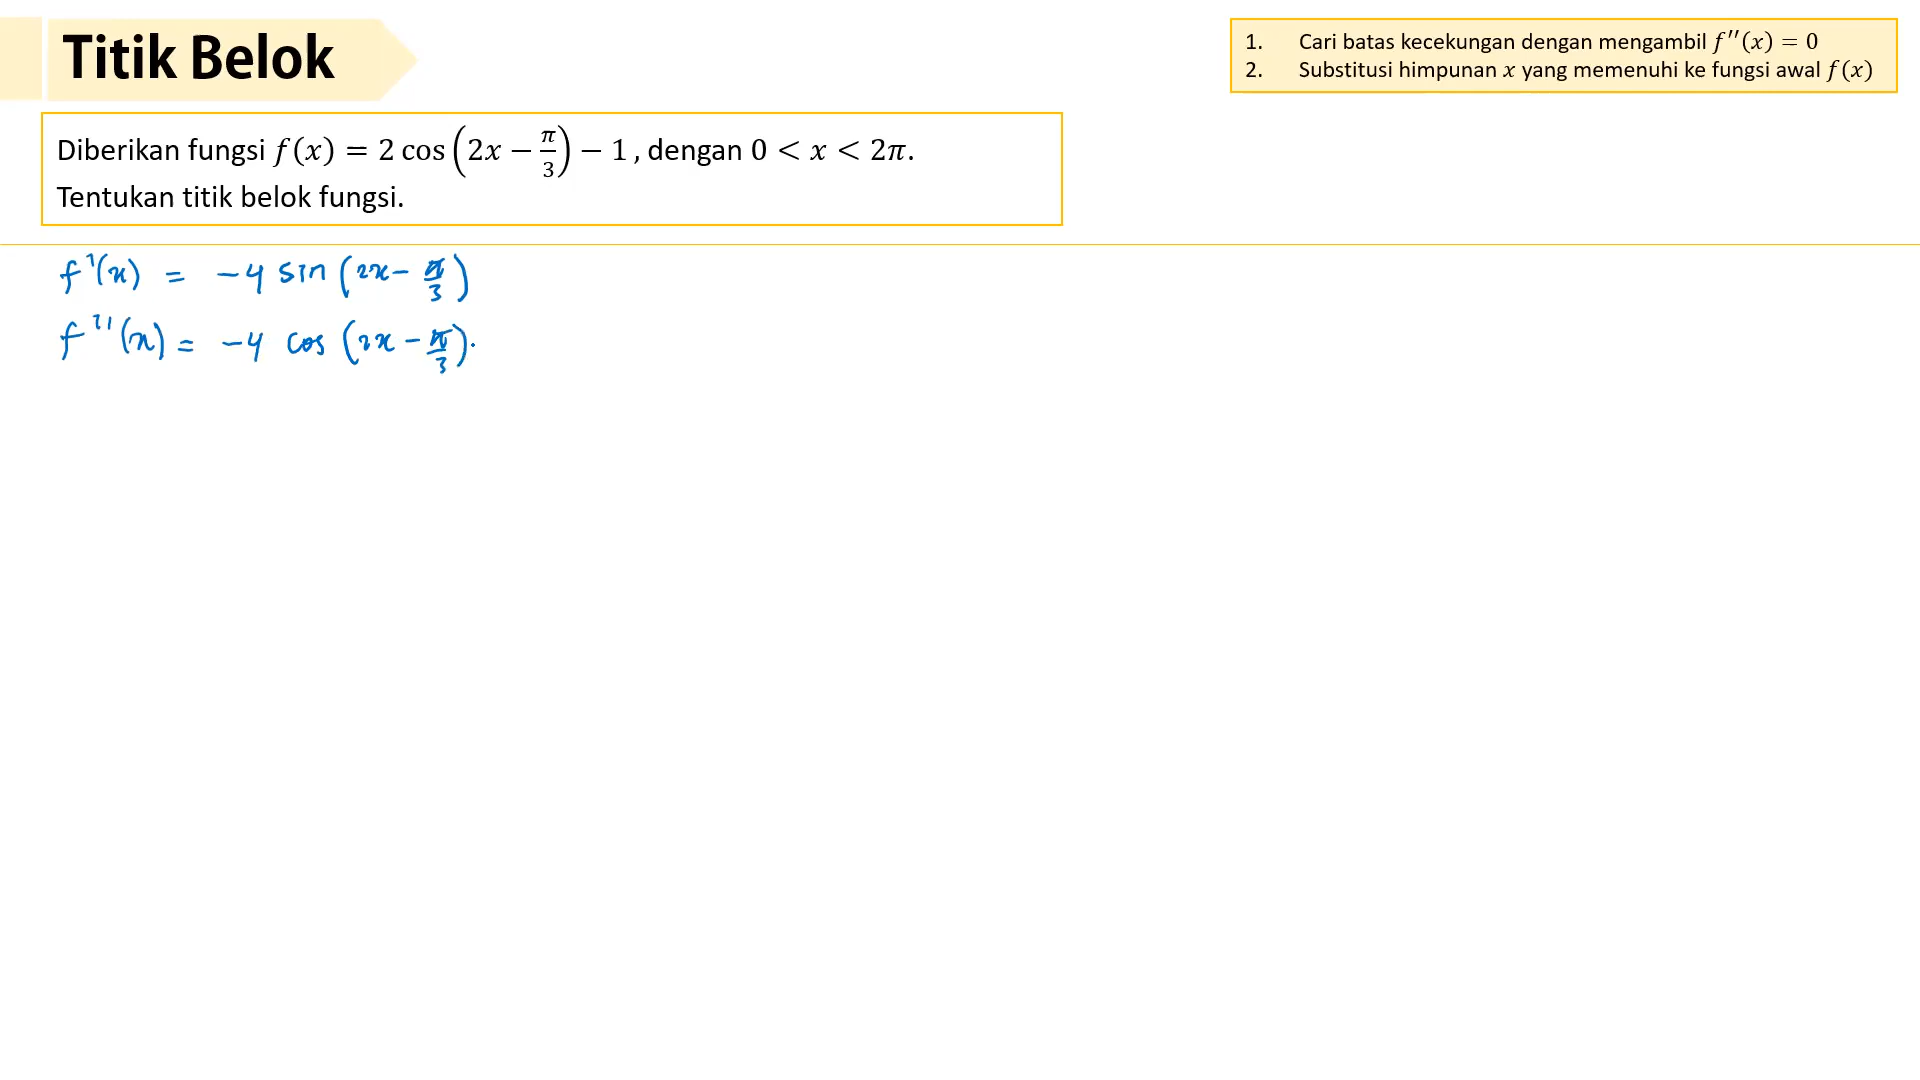 Titik Belok
1. Cari batas kecekungan dengan mengambil f''(x) = 0
2. Substitusi himpunan x yang memenuhi ke fungsi awal f(x)
Diberikan fungsi f(x) = 2 cos(2x − π/3) − 1, dengan 0 < x < 2π.
Tentukan titik belok fungsi.
f'(x) = −4 sin (2x − π/3)
f''(x) = −4 cos (2x − π/3).